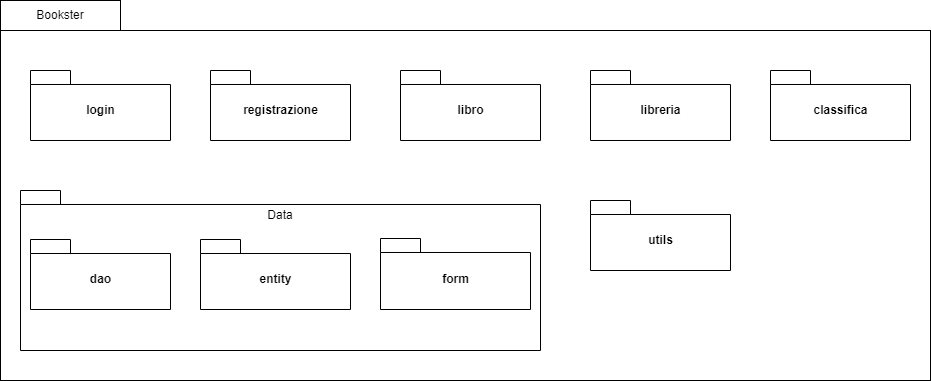 Bookster
login
registrazione
libro
libreria
classifica
Data
utils
dao
entity
form